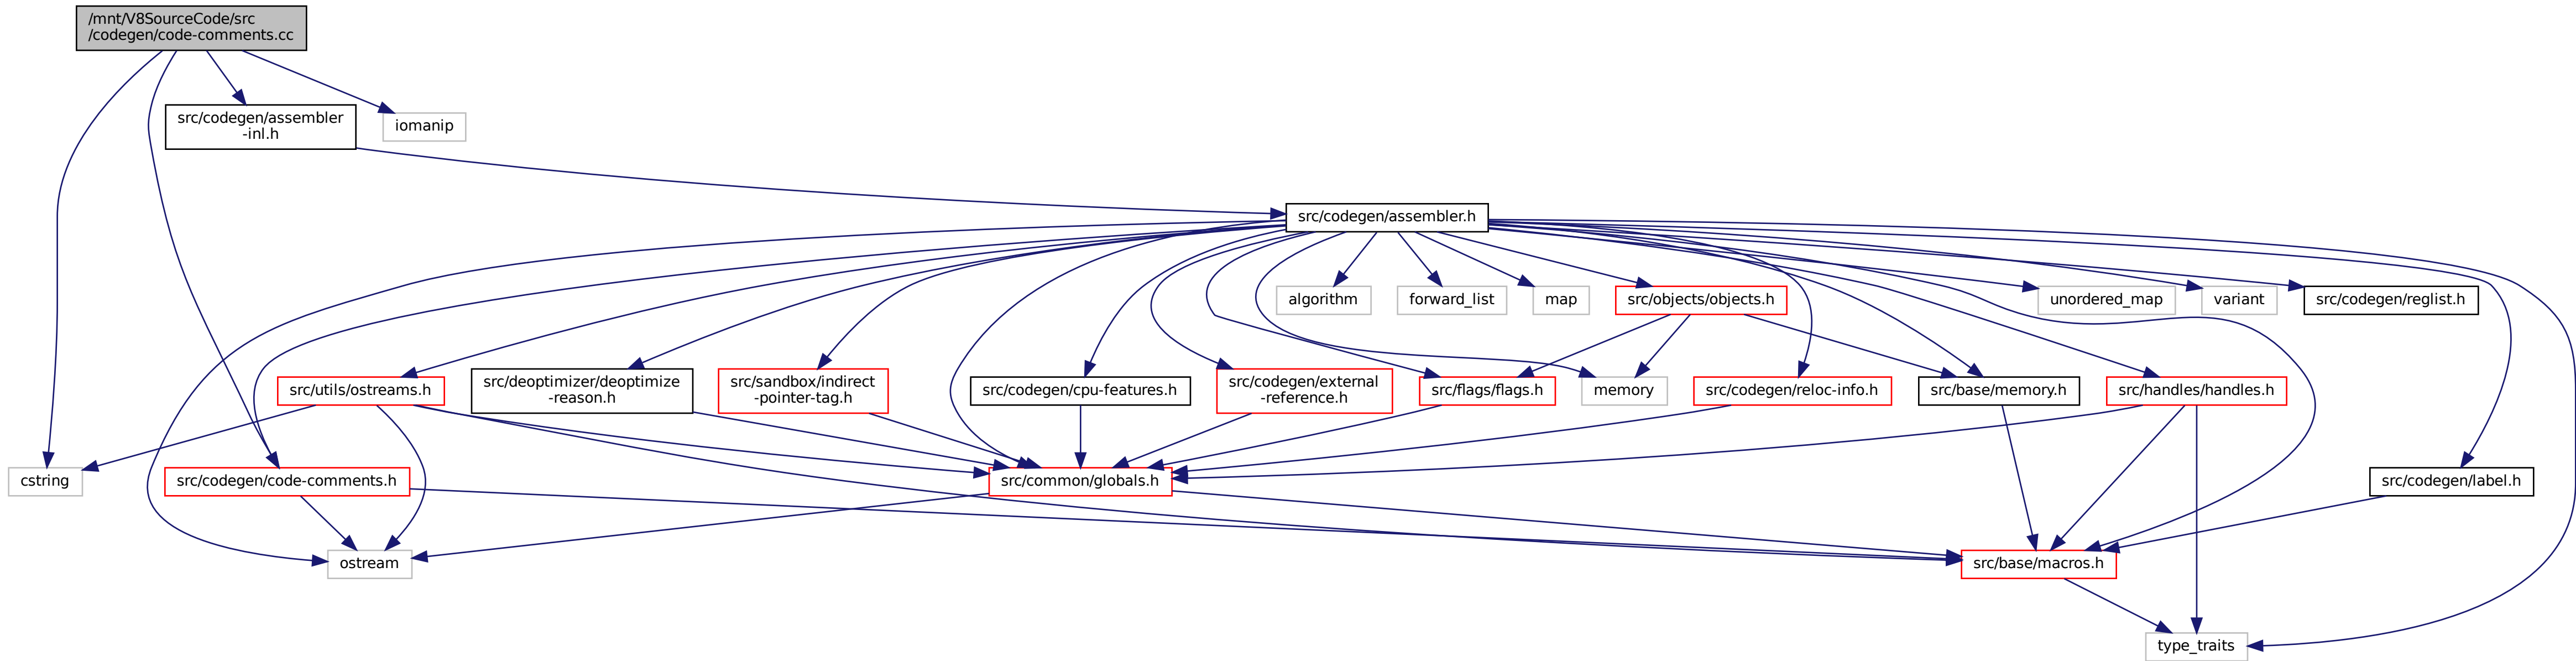 /mnt/V8SourceCode/src
/codegen/code-comments.cc
src/codegen/assembler
-inl.h
iomanip
src/codegen/assembler.h
algorithm
forward_list
map
src/objects/objects.h
unordered_map
variant
src/codegen/reglist.h
src/utils/ostreams.h
src/deoptimizer/deoptimize
-reason.h
src/sandbox/indirect
-pointer-tag.h
src/codegen/cpu-features.h
src/codegen/external
-reference.h
src/flags/flags.h
memory
src/codegen/reloc-info.h
src/base/memory.h
src/handles/handles.h
cstring
src/codegen/code-comments.h
src/common/globals.h
src/codegen/label.h
ostream
src/base/macros.h
type_traits